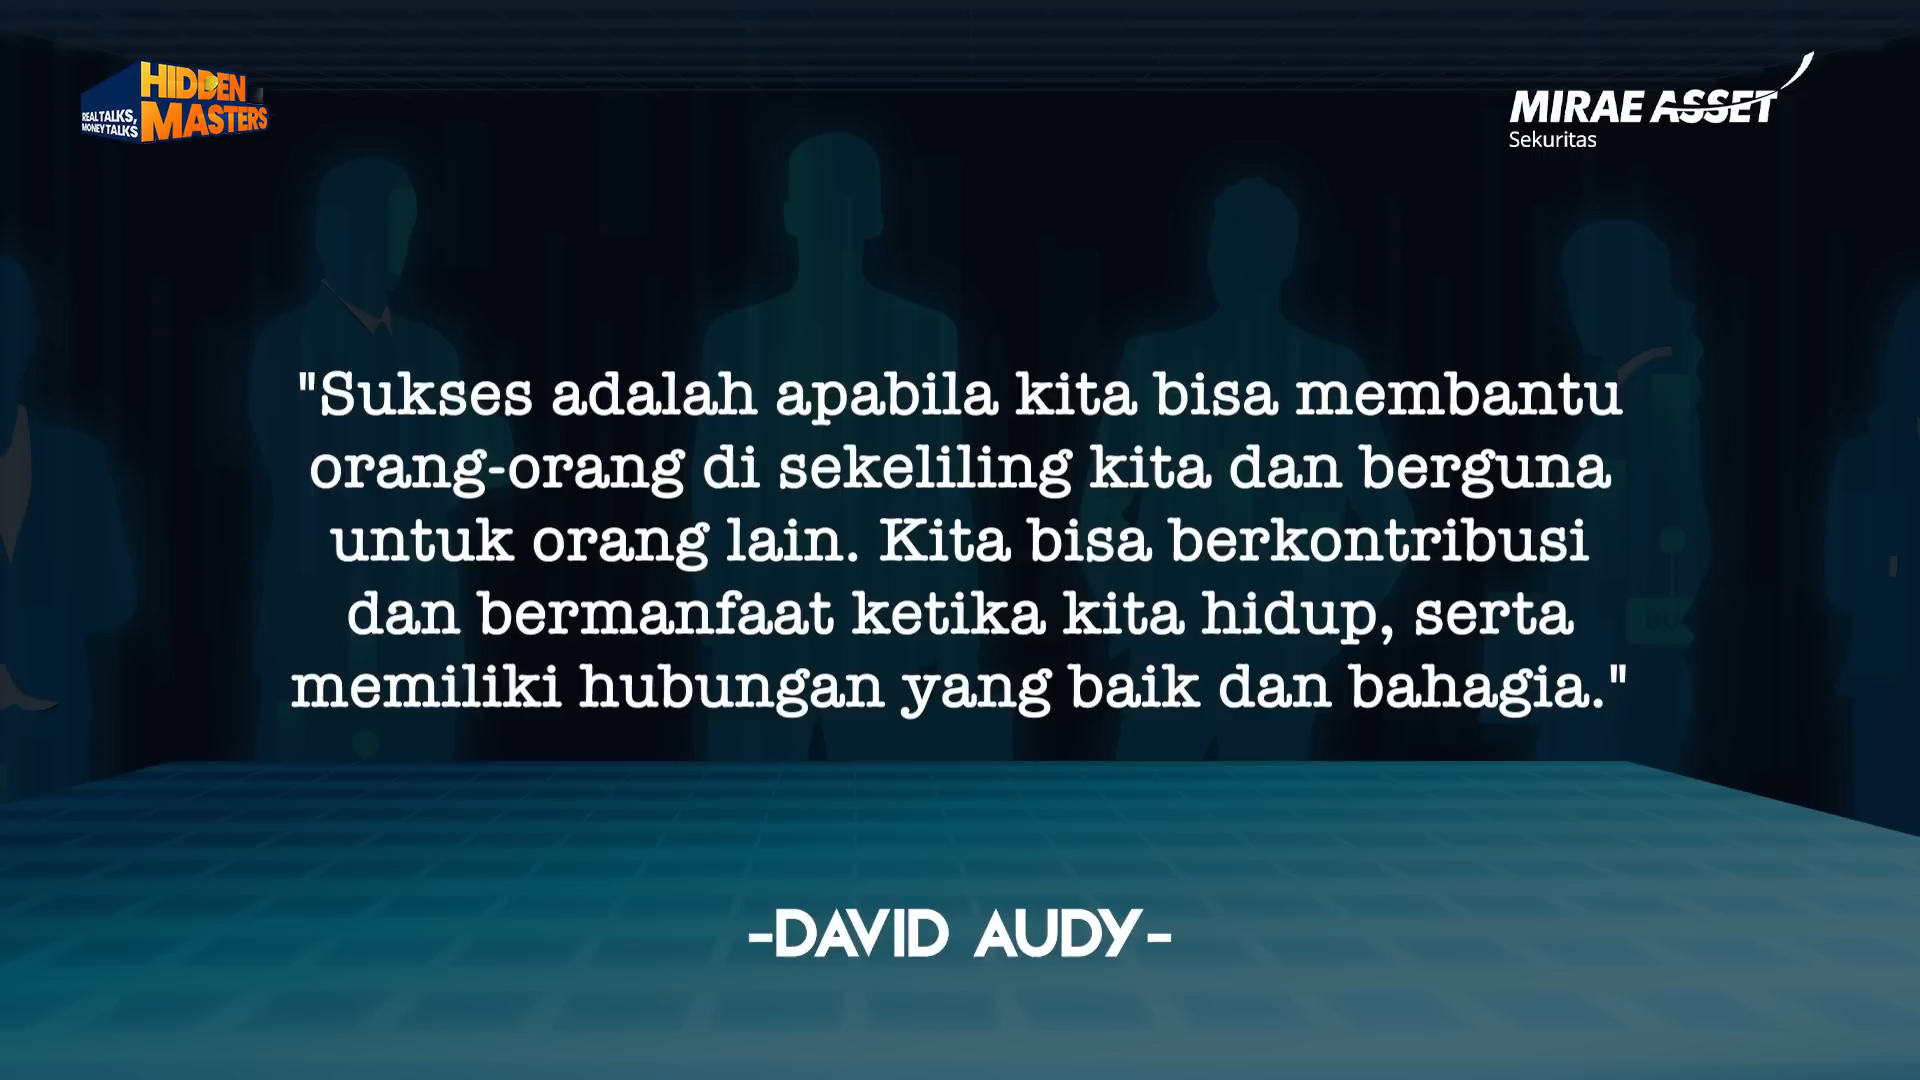 HIDDEN
MASTERS
REAL TALKS,
MONEY TALKS
MIRAE ASSET
Sekuritas
"Sukses adalah apabila kita bisa membantu
orang-orang di sekeliling kita dan berguna
untuk orang lain. Kita bisa berkontribusi
dan bermanfaat ketika kita hidup, serta
memiliki hubungan yang baik dan bahagia."
-DAVID AUDY-